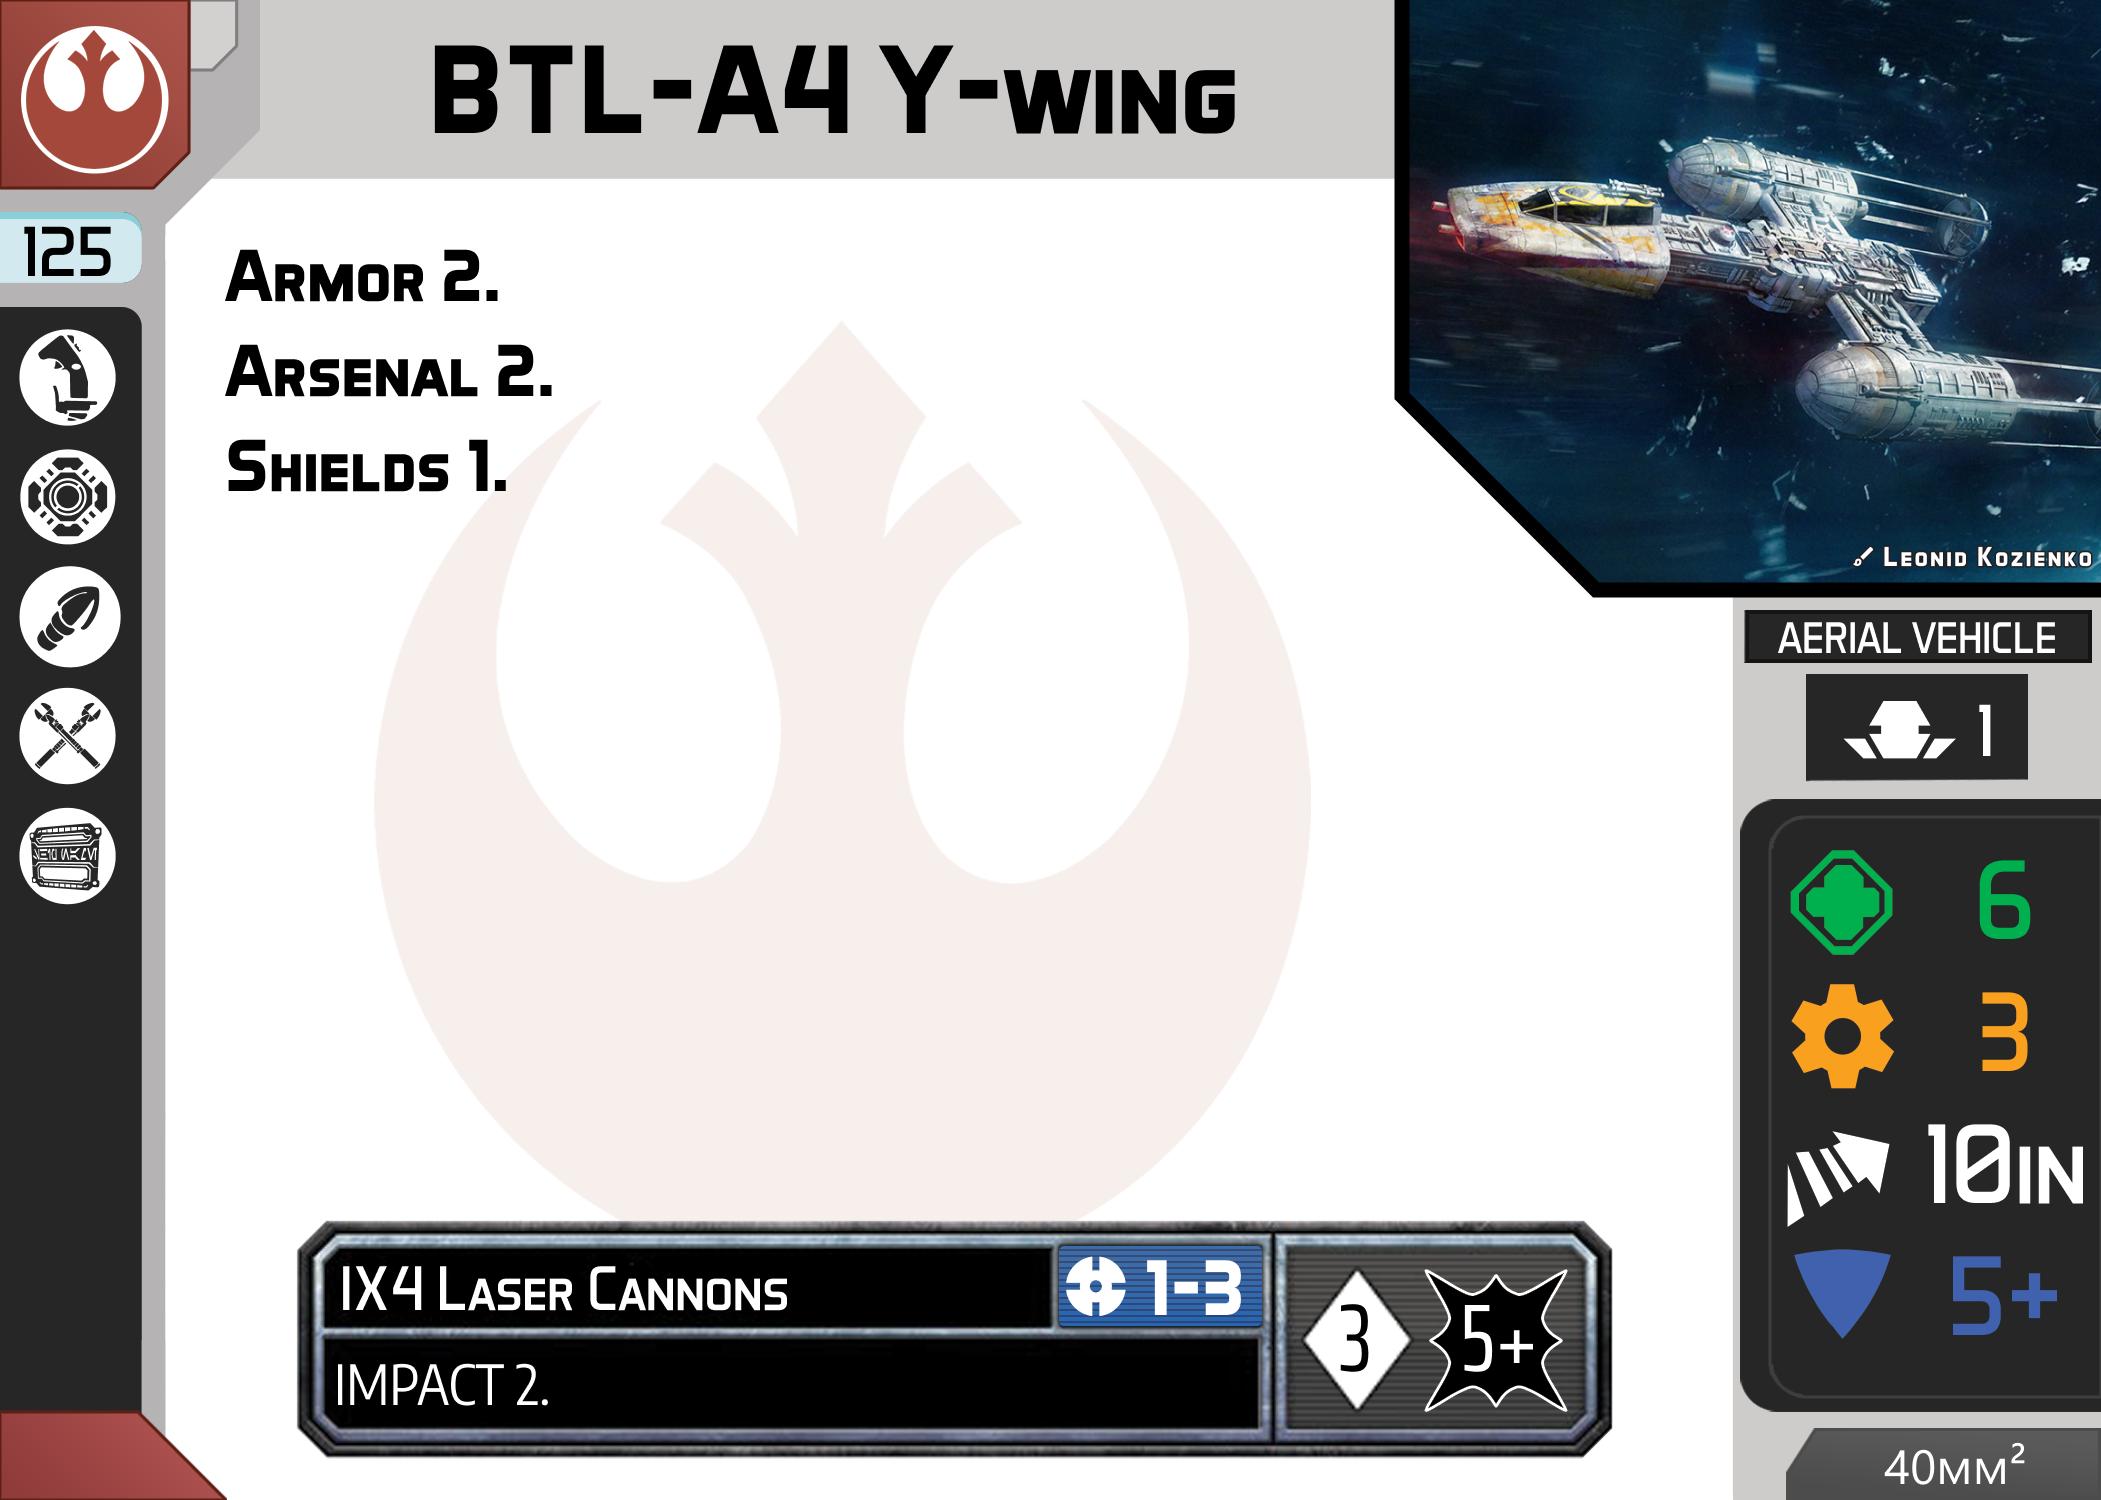 BTL-A4 Y-WING
125
ARMOR 2.
ARSENAL 2.
SHIELDS 1.
LEONID KOZIENKO
AERIAL VEHICLE
1
6
3
10IN
5+
IX4 LASER CANNONS
1-3
3
5+
IMPACT 2.
40MM²